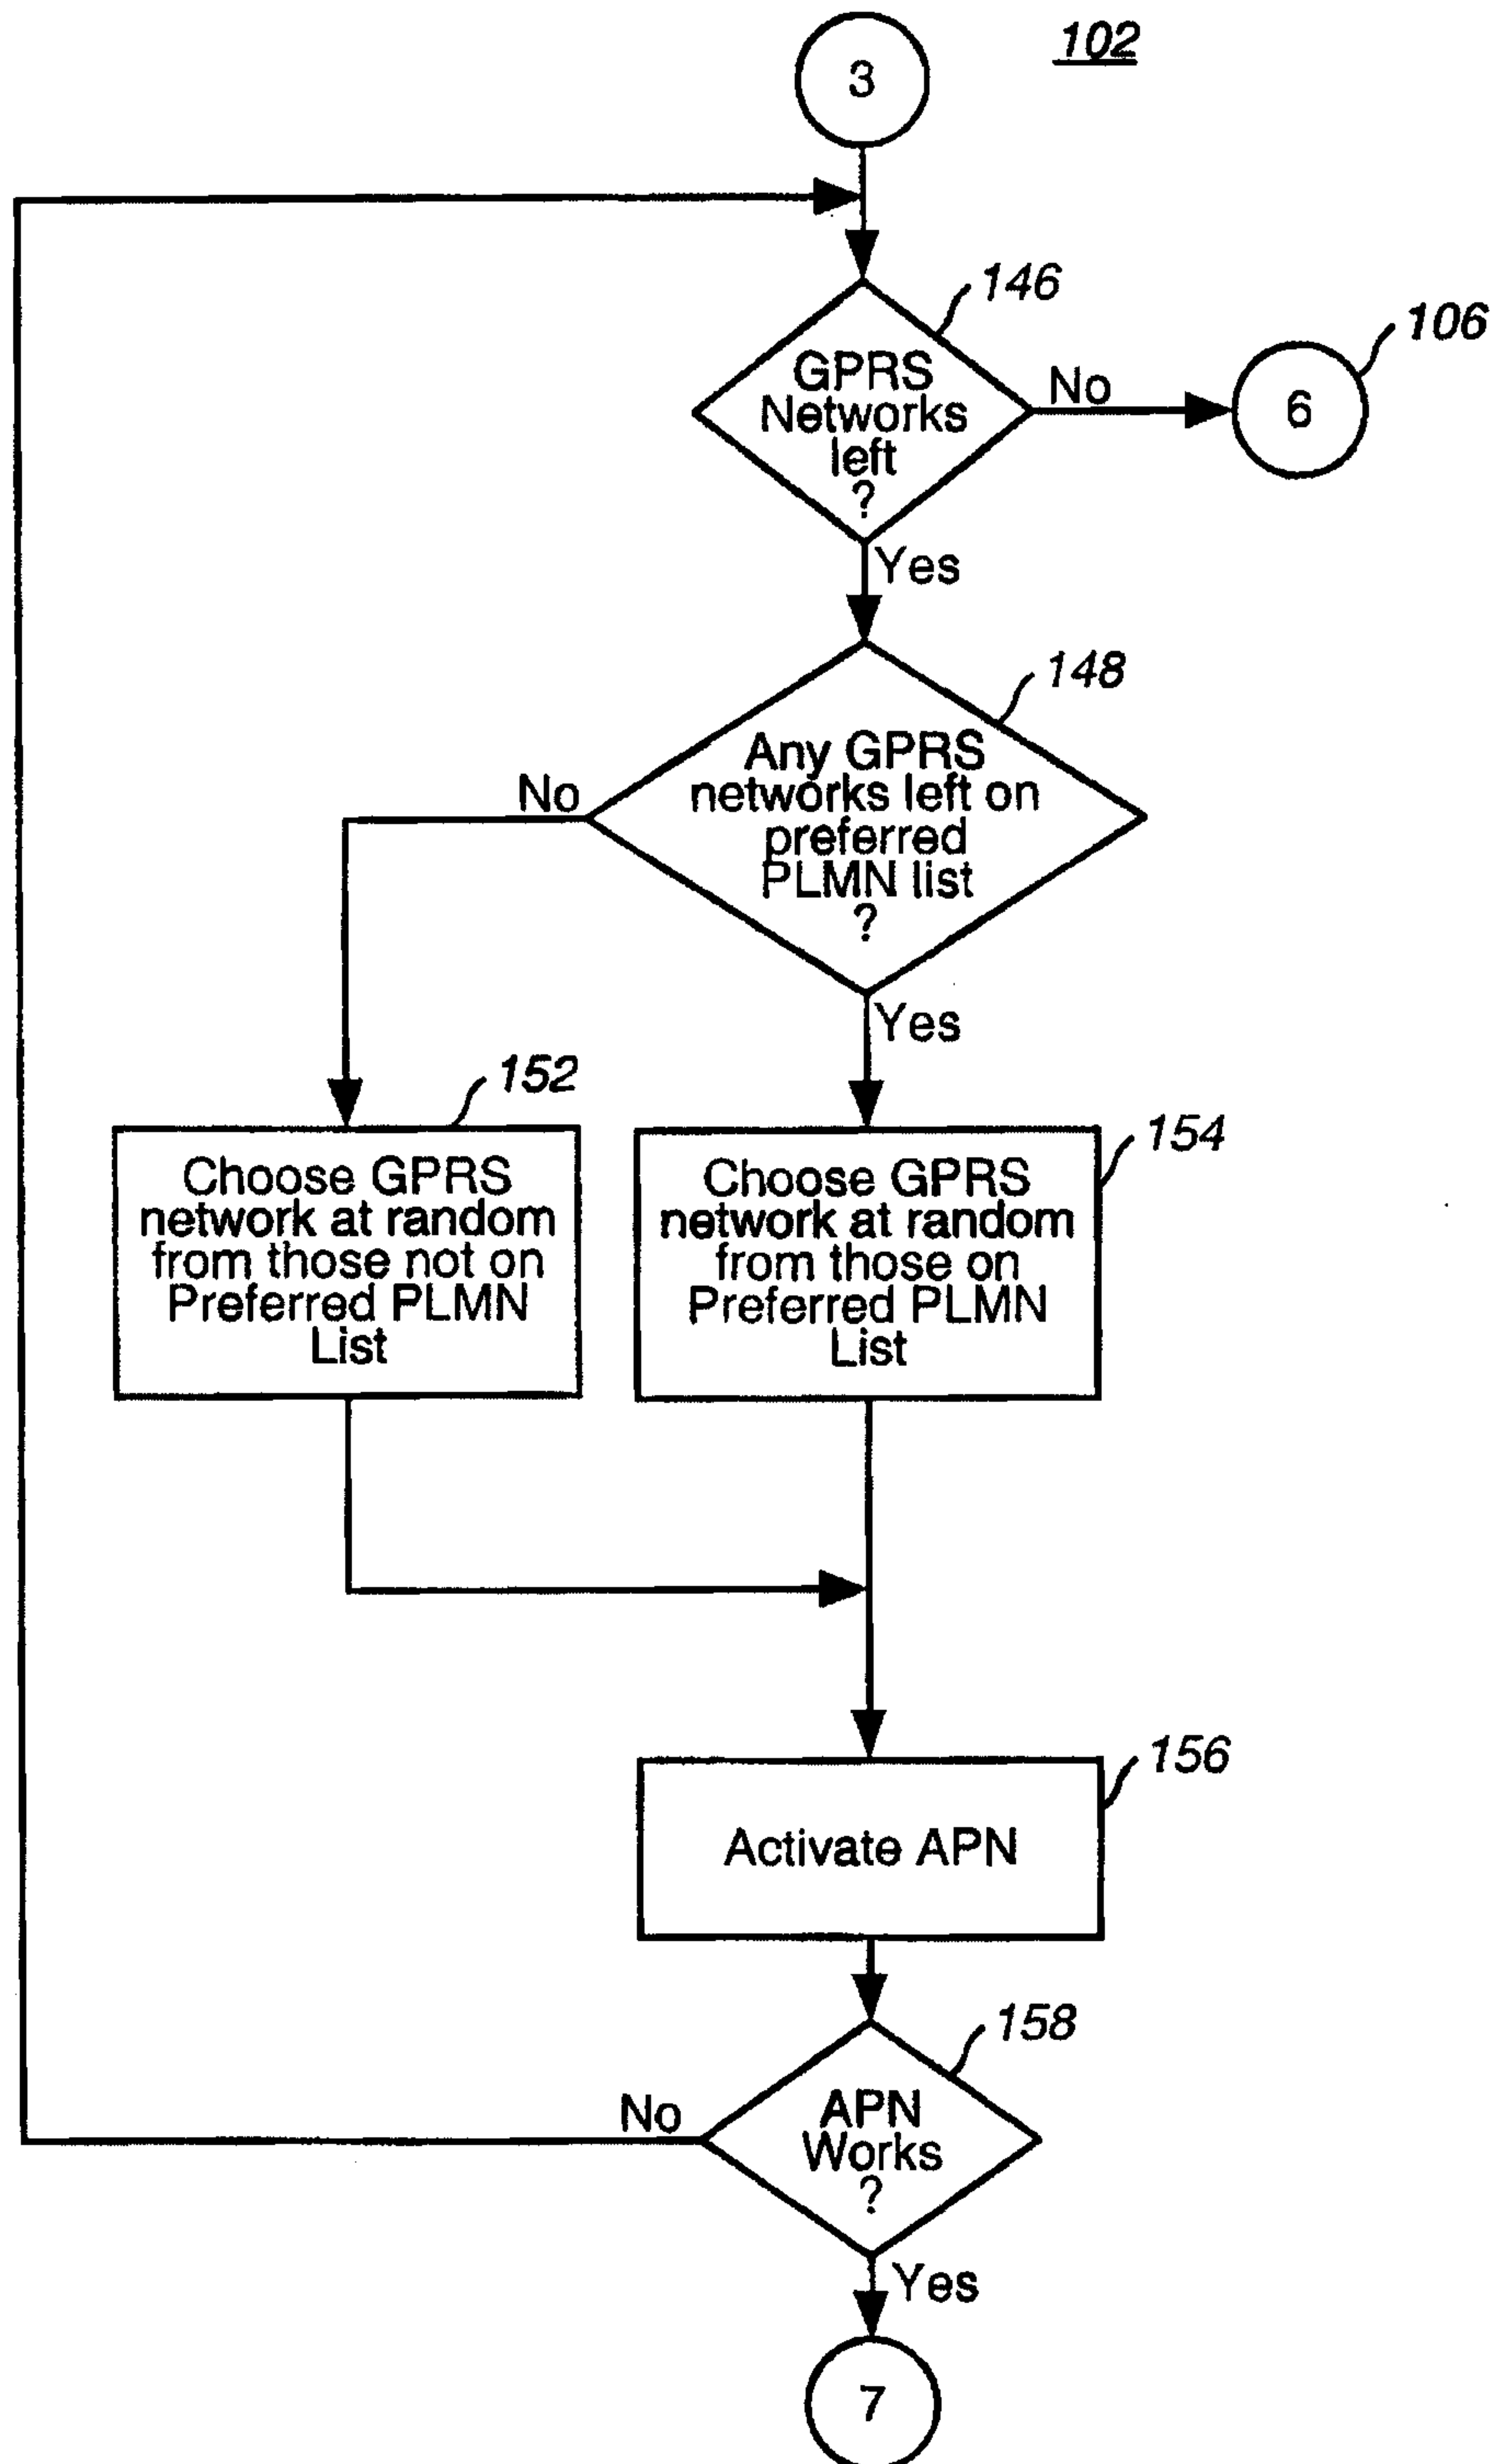 3
102
146
GPRS
Networks
left
?
No
106
6
Yes
148
Any GPRS
networks left on
preferred
PLMN list
?
No
Yes
152
Choose GPRS
network at random
from those not on
Preferred PLMN
List
154
Choose GPRS
network at random
from those on
Preferred PLMN
List
156
Activate APN
158
APN
Works
?
No
Yes
7